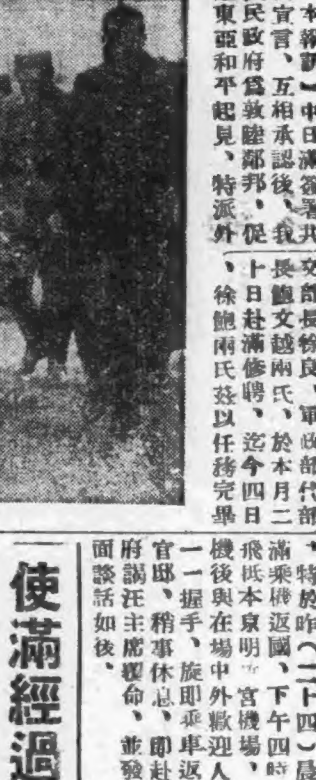 本報訊】中日滿簽署共
宣言、互相承認後、我
民政府爲敦睦鄰邦、促
東亞和平起見、特派外
交部長徐良、軍政部代部
長鮑文越兩氏、於本月二
十日赴滿修聘、迄今四日
、徐鮑兩氏茲以任務完畢
、特於昨（二十四）晨
滿乘機返國、下午四時
飛抵本京明故宮機場、
機後與在場中外歡迎人
一一握手、旋即乘車返
官邸、稍事休息、即赴
府謁汪主席覆命、並發
面談話如後、
使滿經過